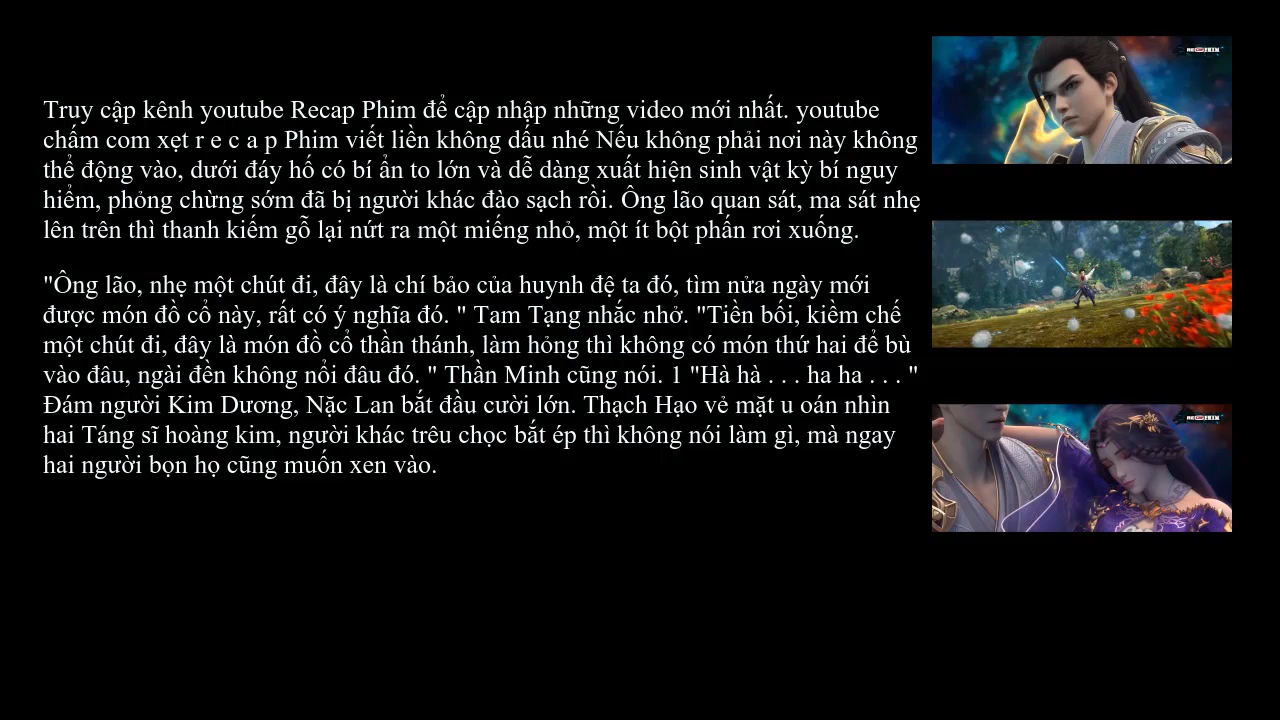 Truy cập kênh youtube Recap Phim để cập nhập những video mới nhất. youtube
chấm com xẹt r e c a p Phim viết liền không dấu nhé Nếu không phải nơi này không
thể động vào, dưới đáy hố có bí ẩn to lớn và dễ dàng xuất hiện sinh vật kỳ bí nguy
hiểm, phỏng chừng sớm đã bị người khác đào sạch rồi. Ông lão quan sát, ma sát nhẹ
lên trên thì thanh kiếm gỗ lại nứt ra một miếng nhỏ, một ít bột phấn rơi xuống.
"Ông lão, nhẹ một chút đi, đây là chí bảo của huynh đệ ta đó, tìm nửa ngày mới
được món đồ cổ này, rất có ý nghĩa đó. " Tam Tạng nhắc nhở. "Tiền bối, kiềm chế
một chút đi, đây là món đồ cổ thần thánh, làm hỏng thì không có món thứ hai để bù
vào đâu, ngài đền không nổi đâu đó. " Thần Minh cũng nói. 1 "Hà hà . . . ha ha . . . "
Đám người Kim Dương, Nặc Lan bắt đầu cười lớn. Thạch Hạo vẻ mặt u oán nhìn
hai Táng sĩ hoàng kim, người khác trêu chọc bắt ép thì không nói làm gi, mà ngay
hai người bọn họ cũng muốn xen vào.